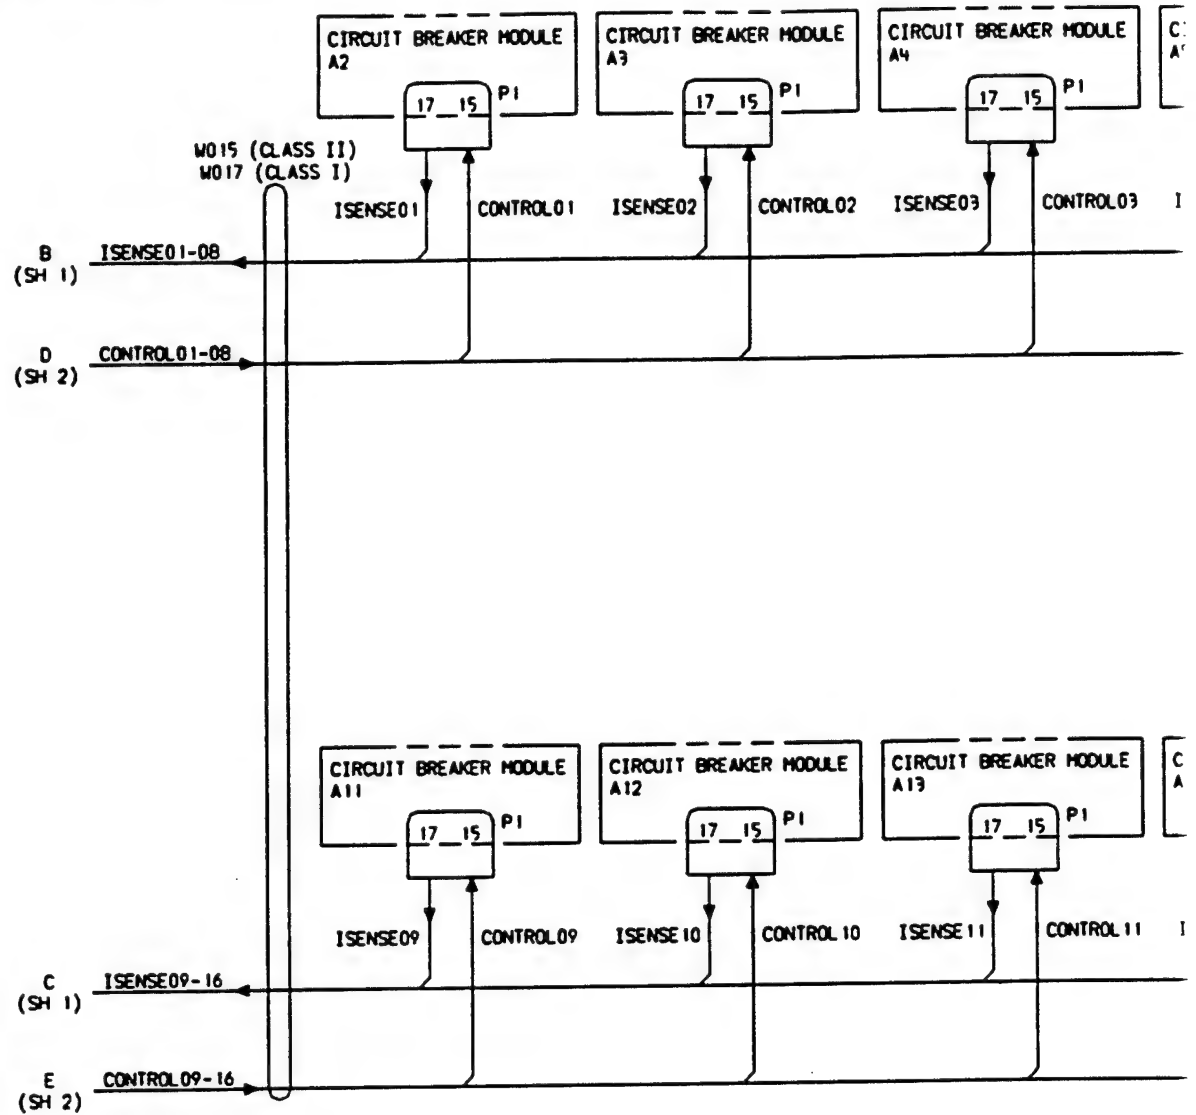 CIRCUIT BREAKER MODULE
A2
17 15 P1
CIRCUIT BREAKER MODULE
A3
17 15 P1
CIRCUIT BREAKER MODULE
A4
17 15 P1
W015 (CLASS II)
W017 (CLASS I)
ISENSE01 CONTROL01 ISENSE02 CONTROL02 ISENSE03 CONTROL03
B ISENSE01-08
(SH 1)
D CONTROL01-08
(SH 2)
CIRCUIT BREAKER MODULE
A11
17 15 P1
CIRCUIT BREAKER MODULE
A12
17 15 P1
CIRCUIT BREAKER MODULE
A13
17 15 P1
ISENSE09 CONTROL09 ISENSE10 CONTROL10 ISENSE11 CONTROL11
C ISENSE09-16
(SH 1)
E CONTROL09-16
(SH 2)